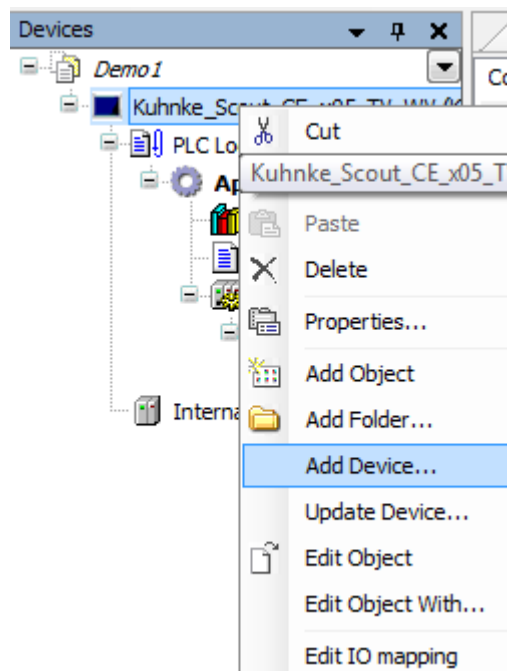 Devices
Demo1
Co
Kuhnke_Scout_CE_x05_TV_WV (K
Cut
PLC Lo
Kuhnke_Scout_CE_x05_T
Ap
Paste
Delete
Properties...
Add Object
Interna
Add Folder...
Add Device...
Update Device...
Edit Object
Edit Object With...
Edit IO mapping